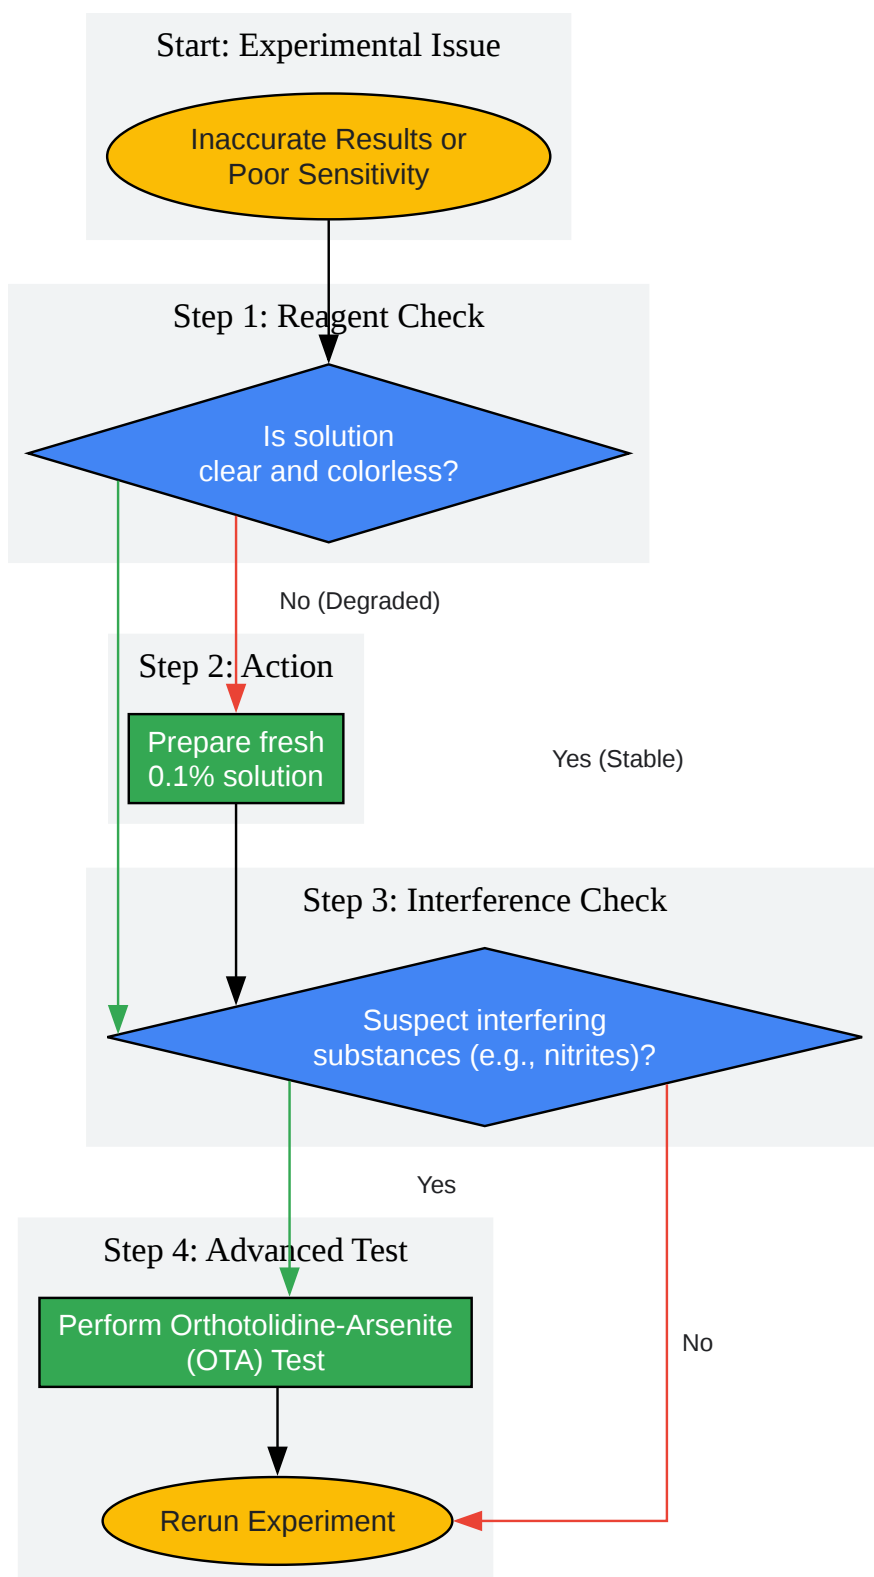 Start: Experimental Issue
Inaccurate Results or
Poor Sensitivity
Step 1: Reagent Check
Is solution
clear and colorless?
No (Degraded)
Step 2: Action
Prepare fresh
0.1% solution
Yes (Stable)
Step 3: Interference Check
Suspect interfering
substances (e.g., nitrites)?
Yes
Step 4: Advanced Test
Perform Orthotolidine-Arsenite
(OTA) Test
No
Rerun Experiment